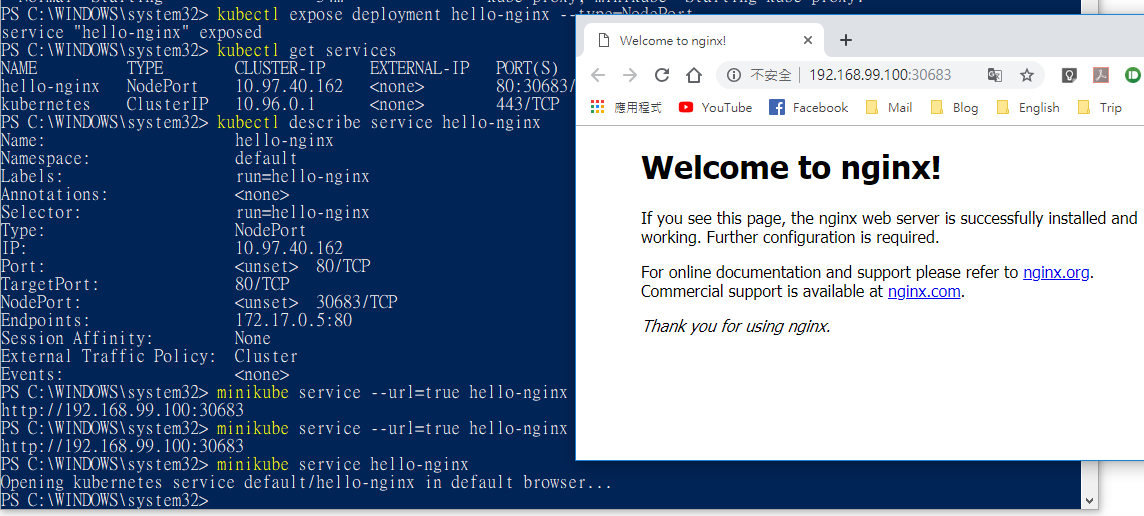 PS C:\WINDOWS\system32> kubectl expose deployment hello-nginx --type=NodePort
service "hello-nginx" exposed
PS C:\WINDOWS\system32> kubectl get services
NAME TYPE CLUSTER-IP EXTERNAL-IP PORT(S)
hello-nginx NodePort 10.97.40.162 <none> 80:30683/
kubernetes ClusterIP 10.96.0.1 <none> 443/TCP
PS C:\WINDOWS\system32> kubectl describe service hello-nginx
Name: hello-nginx
Namespace: default
Labels: run=hello-nginx
Annotations: <none>
Selector: run=hello-nginx
Type: NodePort
IP: 10.97.40.162
Port: <unset> 80/TCP
TargetPort: 80/TCP
NodePort: <unset> 30683/TCP
Endpoints: 172.17.0.5:80
Session Affinity: None
External Traffic Policy: Cluster
Events: <none>
PS C:\WINDOWS\system32> minikube service --url=true hello-nginx
http://192.168.99.100:30683
PS C:\WINDOWS\system32> minikube service --url=true hello-nginx
http://192.168.99.100:30683
PS C:\WINDOWS\system32> minikube service hello-nginx
Opening kubernetes service default/hello-nginx in default browser...
PS C:\WINDOWS\system32>
Welcome to nginx!
不安全 | 192.168.99.100:30683
應用程式 YouTube Facebook Mail Blog English Trip
Welcome to nginx!
If you see this page, the nginx web server is successfully installed and
working. Further configuration is required.
For online documentation and support please refer to nginx.org.
Commercial support is available at nginx.com.
Thank you for using nginx.